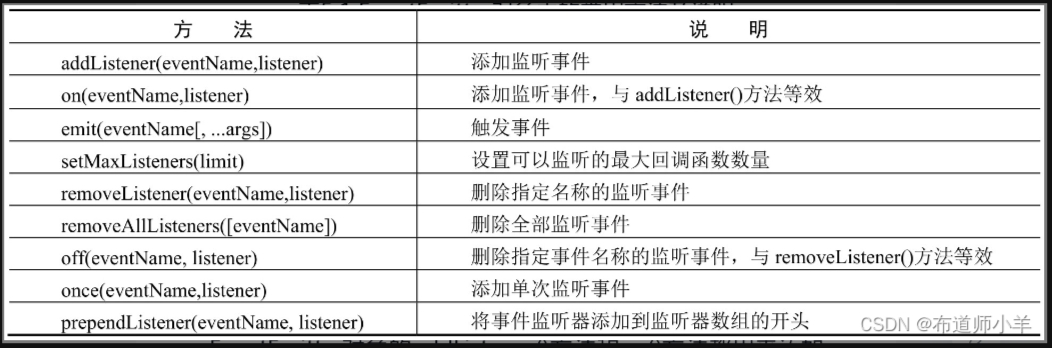 方 法 说 明
addListener(eventName,listener) 添加监听事件
on(eventName,listener) 添加监听事件，与 addListener()方法等效
emit(eventName[, ...args]) 触发事件
setMaxListeners(limit) 设置可以监听的最大回调函数数量
removeListener(eventName,listener) 删除指定名称的监听事件
removeAllListeners([eventName]) 删除全部监听事件
off(eventName, listener) 删除指定事件名称的监听事件，与 removeListener()方法等效
once(eventName,listener) 添加单次监听事件
prependListener(eventName, listener) 将事件监听器添加到监听器数组的开头
CSDN @布道师小羊